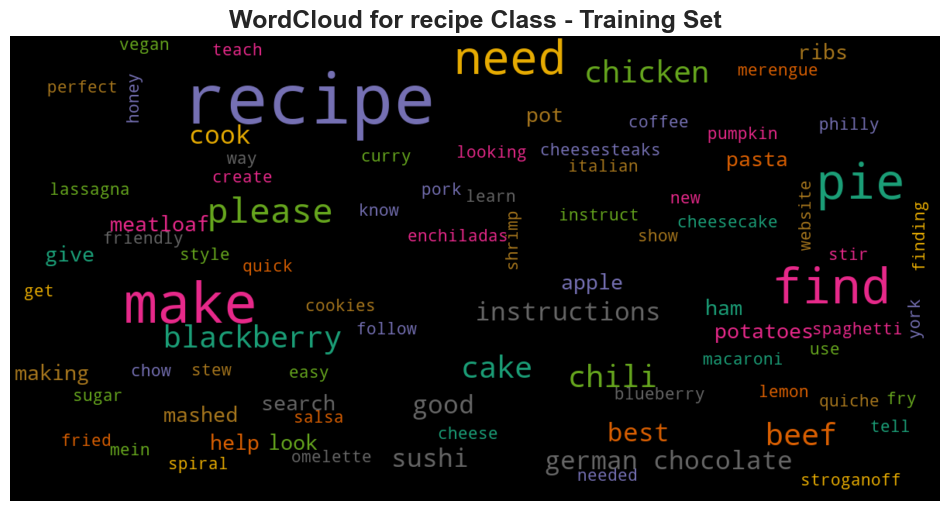 WordCloud for recipe Class - Training Set
vegan
teach
need
ribs
perfect
honey
recipe
chicken
merengue
pot
coffee
pumpkin
philly
cook
way
curry
looking
cheesesteaks
italian
pasta
create
lassagna
pork
learn
new
pie
please
know
meatloaf
friendly
enchiladas
shrimp
instruct
show
cheesecake
website
finding
give
style
quick
stir
get
make
cookies
apple
find
instructions
ham
york
blackberry
follow
potatoes
spaghetti
use
macaroni
making
chow
stew
easy
cake
chili
sugar
search
blueberry
lemon
quiche
fry
mashed
salsa
good
fried
mein
help
look
cheese
best
beef
tell
spiral
omelette
sushi
german chocolate
needed
stroganoff